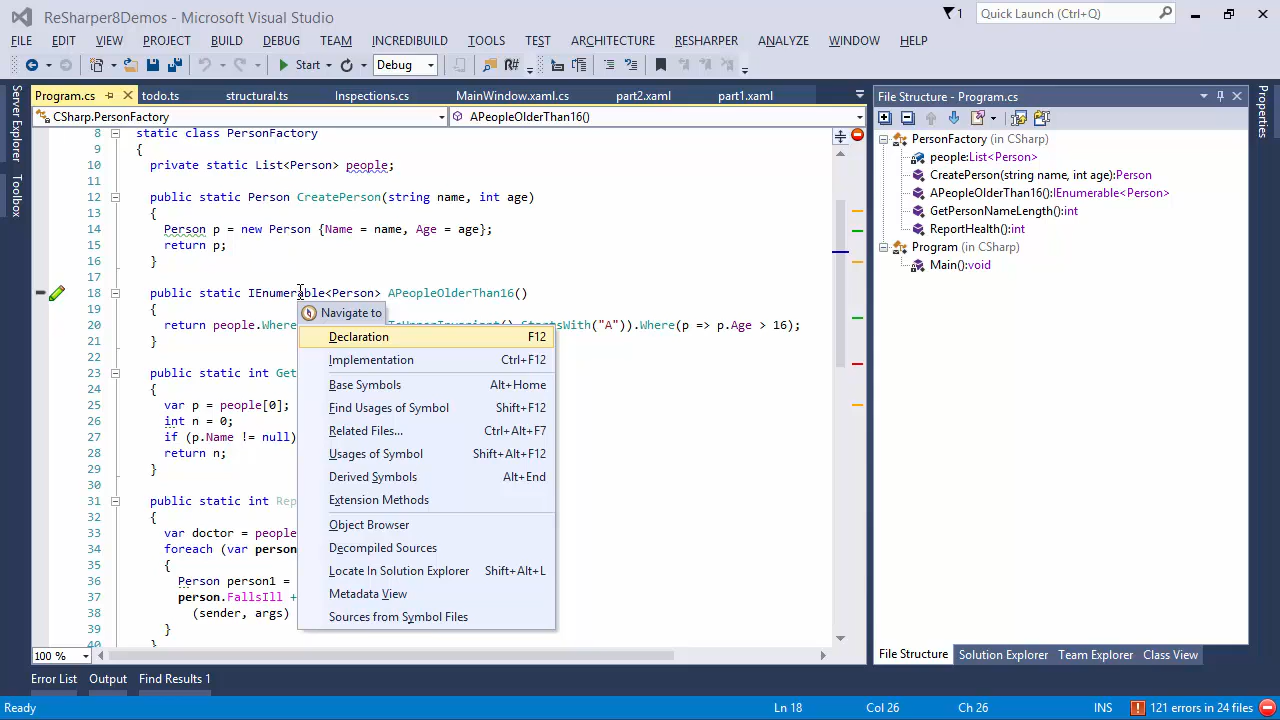 ReSharper8Demos - Microsoft Visual Studio
1
Quick Launch (Ctrl+Q)
FILE EDIT VIEW PROJECT BUILD DEBUG TEAM INCREDIBUILD TOOLS TEST ARCHITECTURE RESHARPER ANALYZE WINDOW HELP
Start Debug R#
Server Explorer
Toolbox
Program.cs todo.ts structural.ts Inspections.cs MainWindow.xaml.cs part2.xaml part1.xaml
CSharp.PersonFactory APeopleOlderThan16()
8 static class PersonFactory
9 {
10 private static List<Person> people;
11
12 public static Person CreatePerson(string name, int age)
13 {
14 Person p = new Person {Name = name, Age = age};
15 return p;
16 }
17
18 public static IEnumerable<Person> APeopleOlderThan16()
19 {
20 return people.Where ToUpperInvariant().StartsWith("A")).Where(p => p.Age > 16);
21 }
22
23 public static int Get
24 {
25 var p = people[0];
26 int n = 0;
27 if (p.Name != null)
28 return n;
29 }
30
31 public static int Rep
32 {
33 var doctor = people
34 foreach (var person
35 {
36 Person person1 =
37 person.FallsIll +
38 (sender, args)
39 }
40 }
Navigate to
Declaration F12
Implementation Ctrl+F12
Base Symbols Alt+Home
Find Usages of Symbol Shift+F12
Related Files... Ctrl+Alt+F7
Usages of Symbol Shift+Alt+F12
Derived Symbols Alt+End
Extension Methods
Object Browser
Decompiled Sources
Locate In Solution Explorer Shift+Alt+L
Metadata View
Sources from Symbol Files
100 %
File Structure - Program.cs
PersonFactory (in CSharp)
people:List<Person>
CreatePerson(string name, int age):Person
APeopleOlderThan16():IEnumerable<Person>
GetPersonNameLength():int
ReportHealth():int
Program (in CSharp)
Main():void
File Structure Solution Explorer Team Explorer Class View
Properties
Error List Output Find Results 1
Ready Ln 18 Col 26 Ch 26 INS 121 errors in 24 files